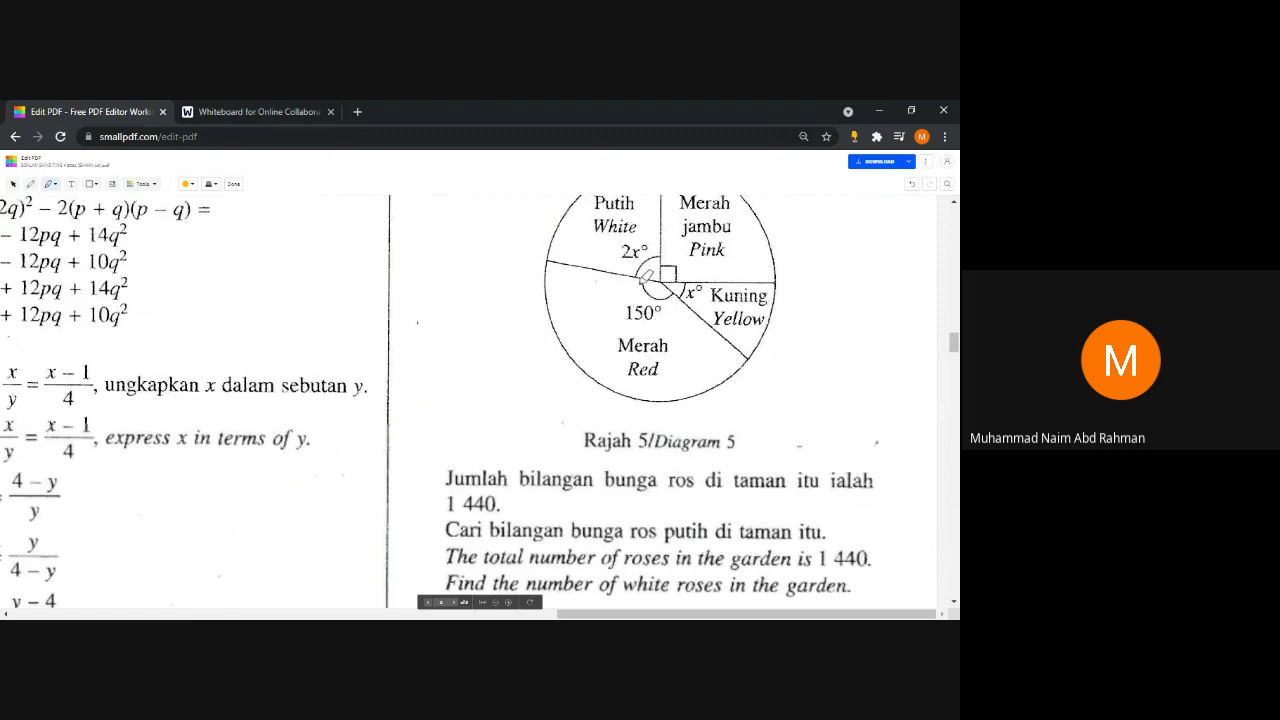 Edit PDF - Free PDF Editor Workin
Whiteboard for Online Collabora
smallpdf.com/edit-pdf
Edit PDF
DOWNLOAD
T
Tools
Done
2q)² − 2(p + q)(p − q) =
− 12pq + 14q²
− 12pq + 10q²
+ 12pq + 14q²
+ 12pq + 10q²
x/y = (x − 1)/4, ungkapkan x dalam sebutan y.
x/y = (x − 1)/4, express x in terms of y.
(4 − y)/y
y/(4 − y)
y − 4
Putih
White
2x°
Merah
jambu
Pink
x° Kuning
Yellow
150°
Merah
Red
Rajah 5/Diagram 5
Jumlah bilangan bunga ros di taman itu ialah
1 440.
Cari bilangan bunga ros putih di taman itu.
The total number of roses in the garden is 1 440.
Find the number of white roses in the garden.
M
Muhammad Naim Abd Rahman